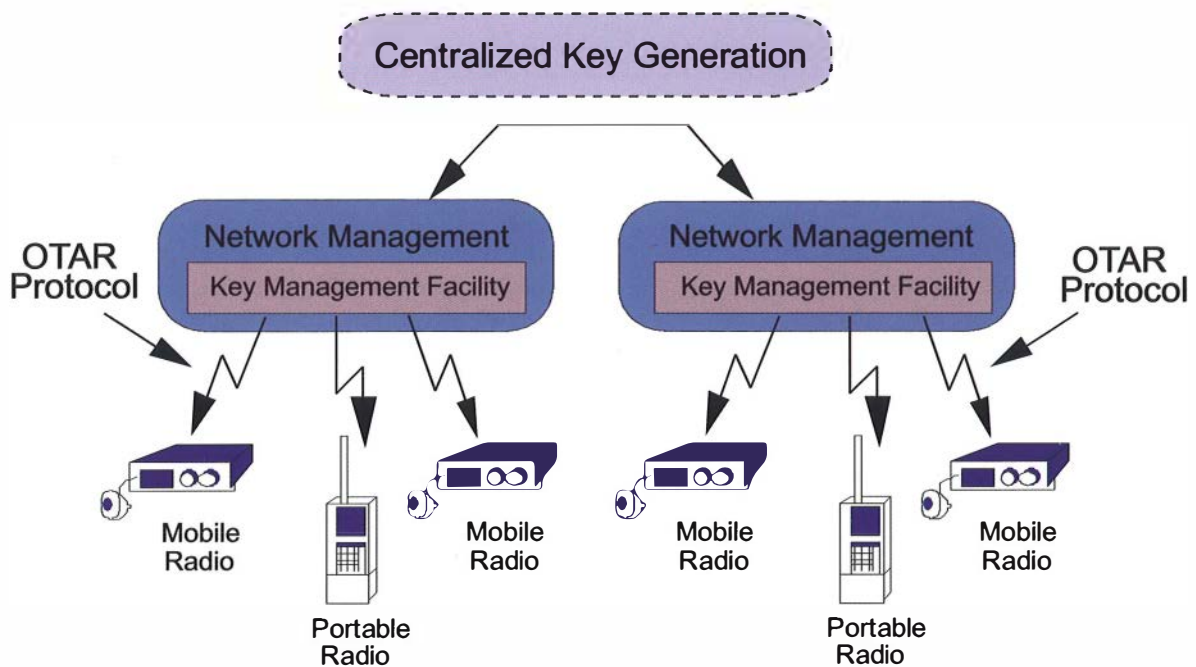 Centralized Key Generation
Network Management
Key Management Facility
Network Management
Key Management Facility
OTAR
Protocol
OTAR
Protocol
Mobile
Radio
Portable
Radio
Mobile
Radio
Mobile
Radio
Portable
Radio
Mobile
Radio